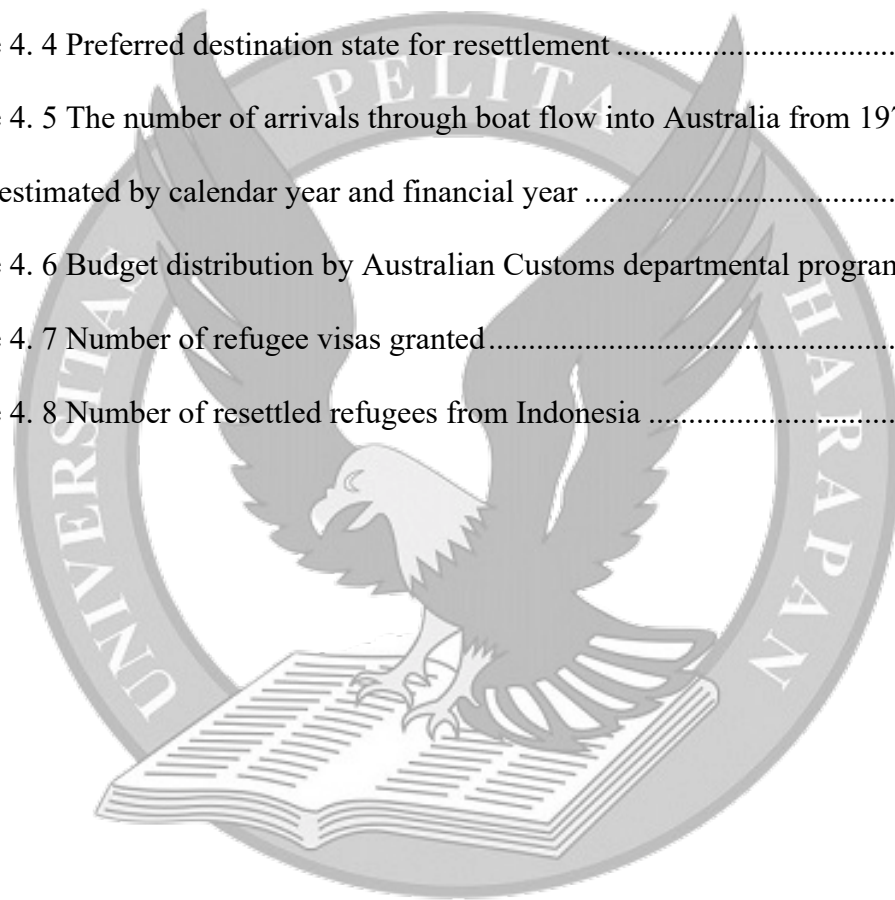 e 4. 4 Preferred destination state for resettlement ..................................
e 4. 5 The number of arrivals through boat flow into Australia from 197
estimated by calendar year and financial year ......................................
e 4. 6 Budget distribution by Australian Customs departmental program
e 4. 7 Number of refugee visas granted..................................................
e 4. 8 Number of resettled refugees from Indonesia ..............................
UNIVERSITAS PELITA HARAPAN